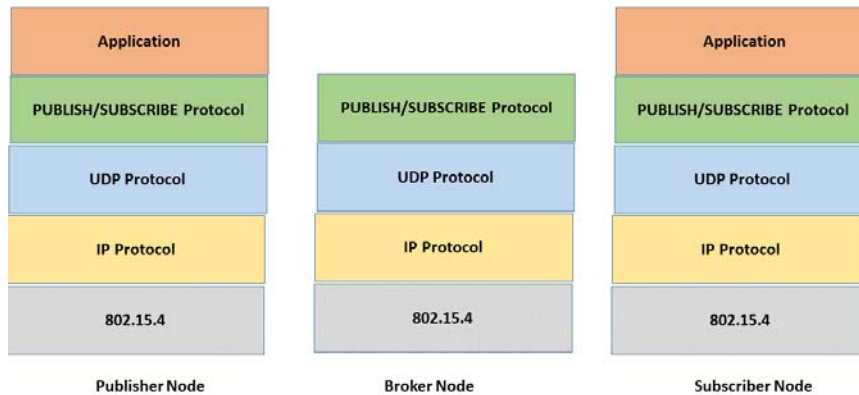 Application
PUBLISH/SUBSCRIBE Protocol
UDP Protocol
IP Protocol
802.15.4
Publisher Node
PUBLISH/SUBSCRIBE Protocol
UDP Protocol
IP Protocol
802.15.4
Broker Node
Application
PUBLISH/SUBSCRIBE Protocol
UDP Protocol
IP Protocol
802.15.4
Subscriber Node